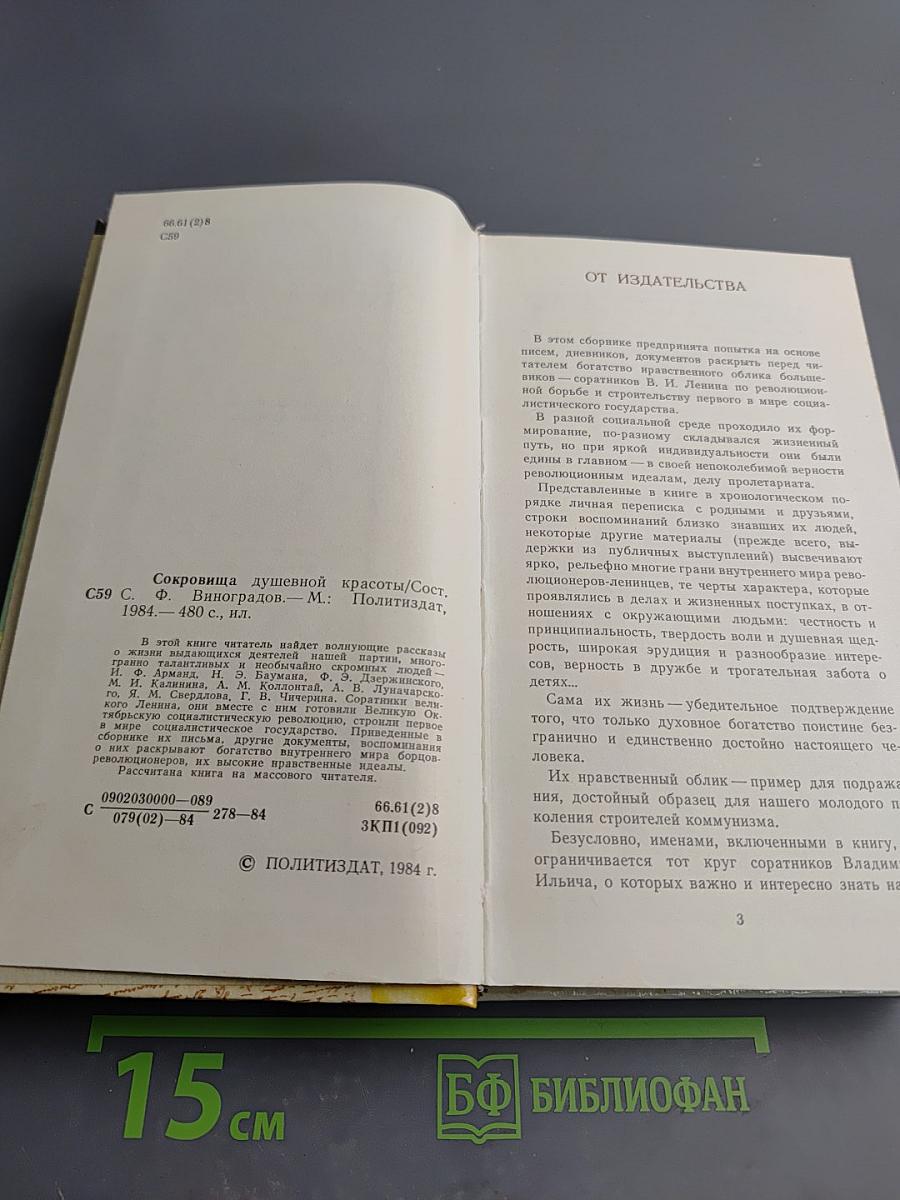 66.61(2)8
С59
Сокровища душевной красоты/Сост.
С59 С. Ф. Виноградов.— М.: Политиздат,
1984.— 480 с., ил.
В этой книге читатель найдет волнующие рассказы
о жизни выдающихся деятелей нашей партии, много-
гранно талантливых и необычайно скромных людей —
И. Ф. Арманд, Н. Э. Баумана, Ф. Э. Дзержинского,
М. И. Калинина, А. М. Коллонтай, А. В. Луначарско-
го, Я. М. Свердлова, Г. В. Чичерина. Соратники вели-
кого Ленина, они вместе с ним готовили Великую Ок-
тябрьскую социалистическую революцию, строили первое
в мире социалистическое государство. Приведенные в
сборнике их письма, другие документы, воспоминания
о них раскрывают богатство внутреннего мира борцов-
революционеров, их высокие нравственные идеалы.
Рассчитана книга на массового читателя.
С 0902030000—089 278—84
079(02)—84
66.61(2)8
3КП1(092)
© ПОЛИТИЗДАТ, 1984 г.
ОТ ИЗДАТЕЛЬСТВА
В этом сборнике предпринята попытка на основе
писем, дневников, документов раскрыть перед чи-
тателем богатство нравственного облика больше-
виков — соратников В. И. Ленина по революцион-
ной борьбе и строительству первого в мире социа-
листического государства.
В разной социальной среде проходило их фор-
мирование, по-разному складывался жизненный
путь, но при яркой индивидуальности они были
едины в главном — в своей непоколебимой верности
революционным идеалам, делу пролетариата.
Представленные в книге в хронологическом по-
рядке личная переписка с родными и друзьями,
строки воспоминаний близко знавших их людей,
некоторые другие материалы (прежде всего, вы-
держки из публичных выступлений) высвечивают
ярко, рельефно многие грани внутреннего мира рево-
люционеров-ленинцев, те черты характера, которые
проявлялись в делах и жизненных поступках, в от-
ношениях с окружающими людьми: честность и
принципиальность, твердость воли и душевная щед-
рость, широкая эрудиция и разнообразие интере-
сов, верность в дружбе и трогательная забота о
детях...
Сама их жизнь — убедительное подтверждение
того, что только духовное богатство поистине без-
гранично и единственно достойно настоящего че-
ловека.
Их нравственный облик — пример для подража-
ния, достойный образец для нашего молодого п
коления строителей коммунизма.
Безусловно, именами, включенными в книгу,
ограничивается тот круг соратников Владим
Ильича, о которых важно и интересно знать на
3
15 см
БФ БИБЛИОФАН